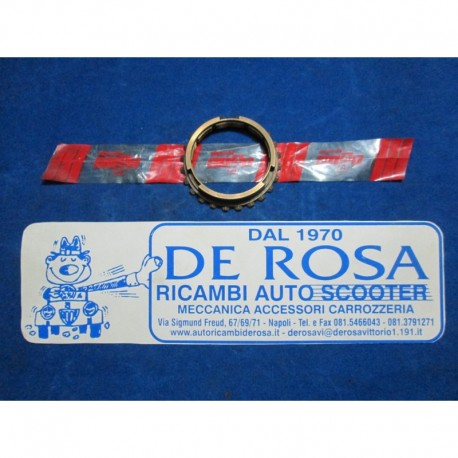 DAL 1970
DE ROSA
RICAMBI AUTO SCOOTER
MECCANICA ACCESSORI CARROZZERIA
Via Sigmund Freud, 67/69/71 - Napoli - Tel. e Fax 081.5466043 - 081.3791271
www.autoricambiderosa.it - derosavi@derosavittorio1.191.it